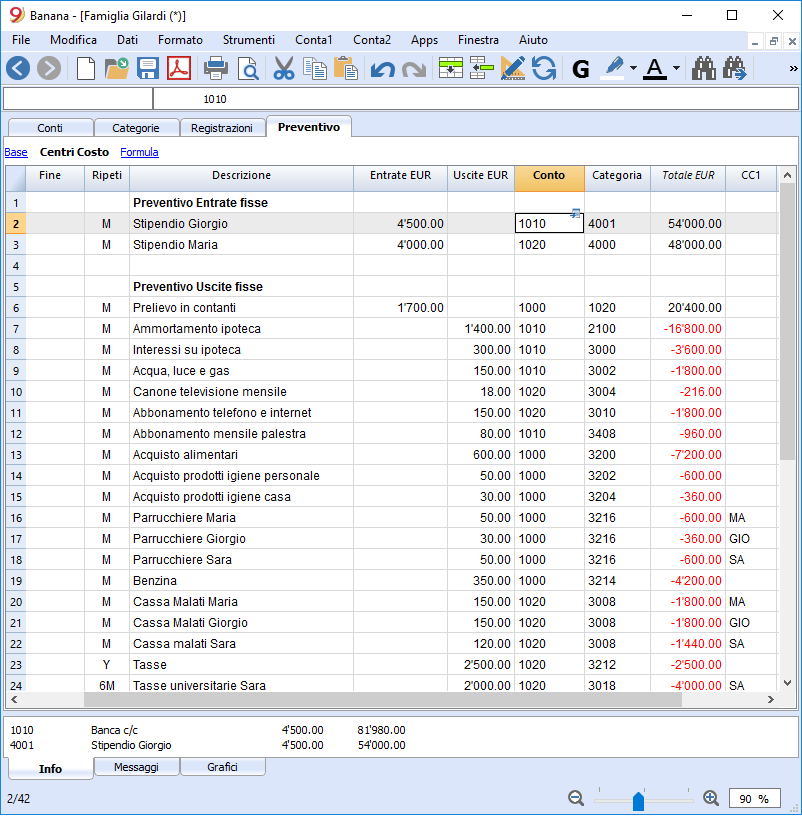 Banana - [Famiglia Gilardi (*)]
File Modifica Dati Formato Strumenti Conta1 Conta2 Apps Finestra Aiuto
G A »
1010
Conti Categorie Registrazioni Preventivo
Base Centri Costo Formula
Fine Ripeti Descrizione Entrate EUR Uscite EUR Conto Categoria Totale EUR CC1
1 Preventivo Entrate fisse
2 M Stipendio Giorgio 4'500.00 1010 4001 54'000.00
3 M Stipendio Maria 4'000.00 1020 4000 48'000.00
4
5 Preventivo Uscite fisse
6 M Prelievo in contanti 1'700.00 1000 1020 20'400.00
7 M Ammortamento ipoteca 1'400.00 1010 2100 -16'800.00
8 M Interessi su ipoteca 300.00 1010 3000 -3'600.00
9 M Acqua, luce e gas 150.00 1010 3002 -1'800.00
10 M Canone televisione mensile 18.00 1020 3004 -216.00
11 M Abbonamento telefono e internet 150.00 1020 3010 -1'800.00
12 M Abbonamento mensile palestra 80.00 1010 3408 -960.00
13 M Acquisto alimentari 600.00 1000 3200 -7'200.00
14 M Acquisto prodotti igiene personale 50.00 1000 3202 -600.00
15 M Acquisto prodotti igiene casa 30.00 1000 3204 -360.00
16 M Parrucchiere Maria 50.00 1000 3216 -600.00 MA
17 M Parrucchiere Giorgio 30.00 1000 3216 -360.00 GIO
18 M Parrucchiere Sara 50.00 1000 3216 -600.00 SA
19 M Benzina 350.00 1000 3214 -4'200.00
20 M Cassa Malati Maria 150.00 1020 3008 -1'800.00 MA
21 M Cassa Malati Giorgio 150.00 1020 3008 -1'800.00 GIO
22 M Cassa malati Sara 120.00 1020 3008 -1'440.00 SA
23 Y Tasse 2'500.00 1020 3212 -2'500.00
24 6M Tasse universitarie Sara 2'000.00 1020 3018 -4'000.00 SA
1010 Banca c/c 4'500.00 81'980.00
4001 Stipendio Giorgio 4'500.00 54'000.00
Info Messaggi Grafici
2/42 90 %